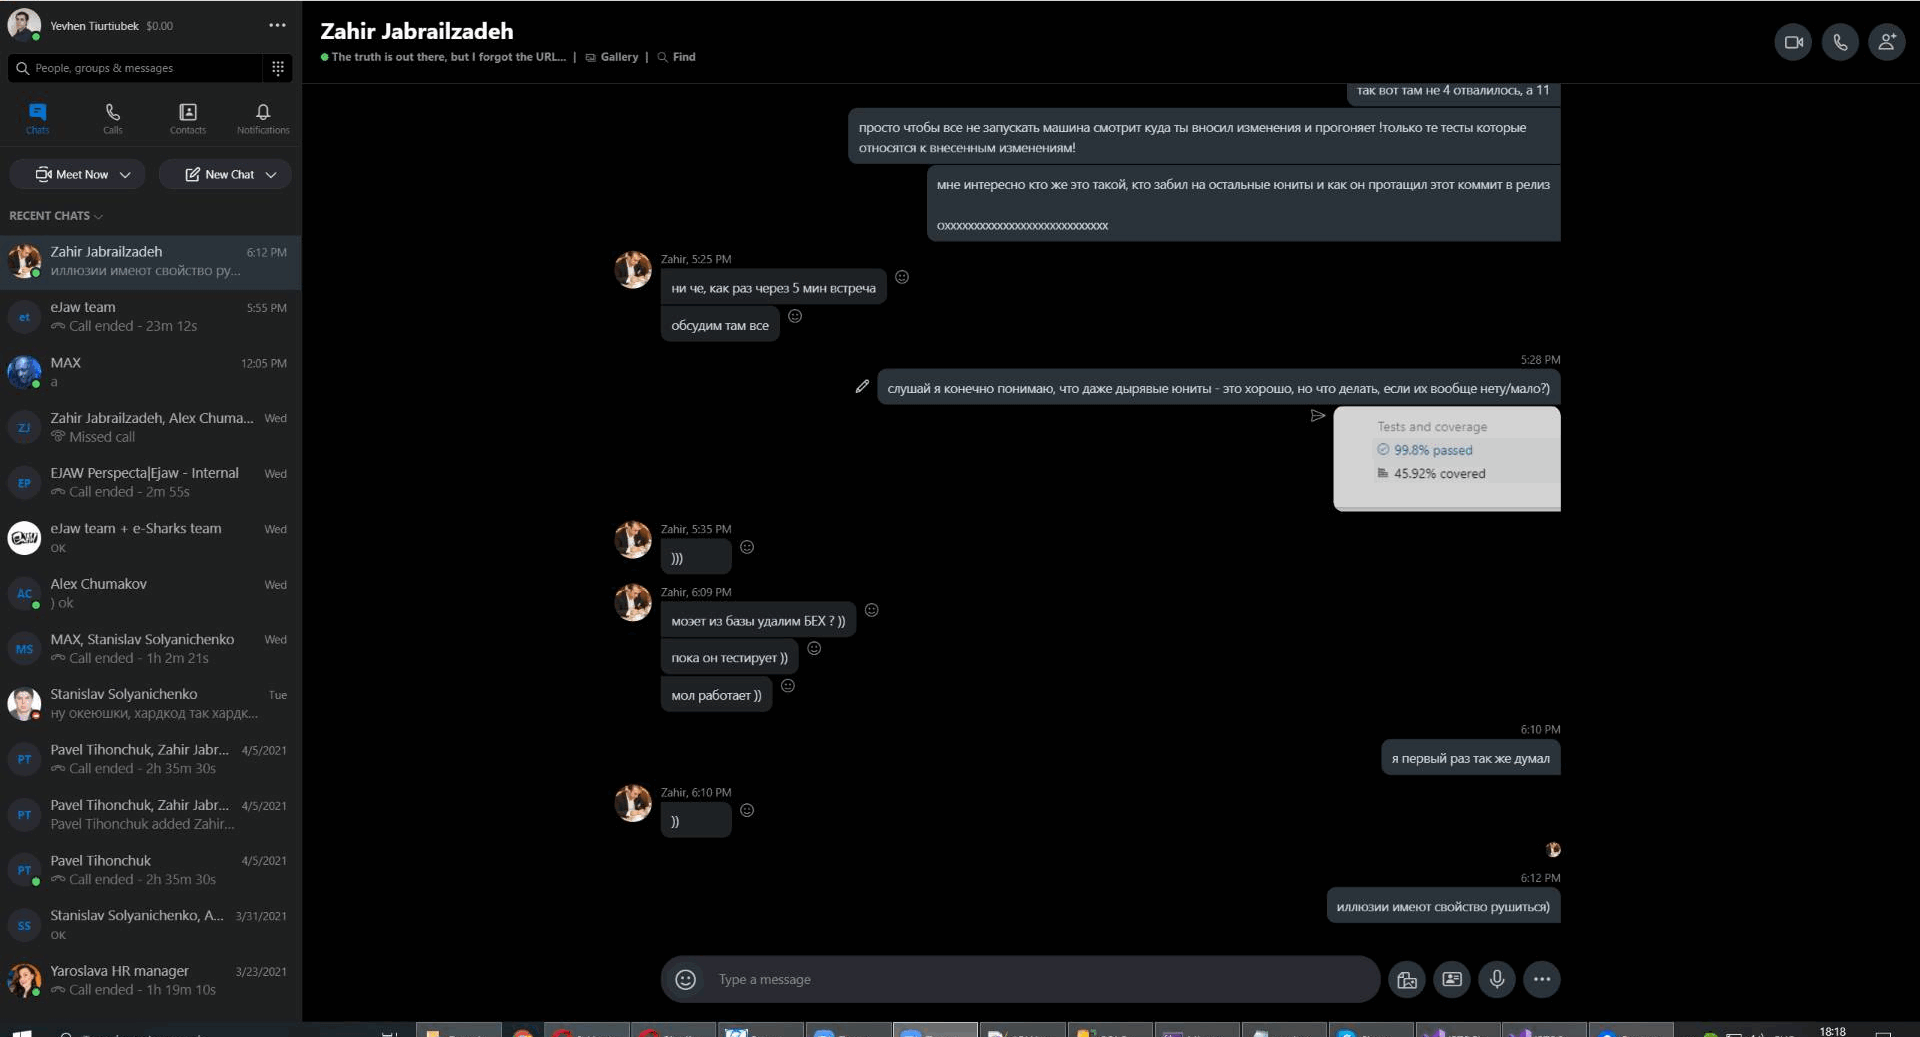 Yevhen Tiurtiubek $0.00
People, groups & messages
Chats
Calls
Contacts
Notifications
Meet Now
New Chat
RECENT CHATS
Zahir Jabrailzadeh 6:12 PM
иллюзии имеют свойство ру...
eJaw team 5:55 PM
et
Call ended - 23m 12s
MAX 12:05 PM
a
Zahir Jabrailzadeh, Alex Chuma... Wed
ZJ
Missed call
EJAW Perspecta|Ejaw - Internal Wed
EP
Call ended - 2m 55s
eJaw team + e-Sharks team Wed
ок
Alex Chumakov Wed
AC
) ok
MAX, Stanislav Solyanichenko Wed
MS
Call ended - 1h 2m 21s
Stanislav Solyanichenko Tue
ну океюшки, хардкод так хардк...
Pavel Tihonchuk, Zahir Jabr... 4/5/2021
PT
Call ended - 2h 35m 30s
Pavel Tihonchuk, Zahir Jabr... 4/5/2021
PT
Pavel Tihonchuk added Zahir...
Pavel Tihonchuk 4/5/2021
PT
Call ended - 2h 35m 30s
Stanislav Solyanichenko, A... 3/31/2021
SS
ок
Yaroslava HR manager 3/23/2021
Call ended - 1h 19m 10s
Zahir Jabrailzadeh
The truth is out there, but I forgot the URL... | Gallery | Find
так вот там не 4 отвалилось, а 11
просто чтобы все не запускать машина смотрит куда ты вносил изменения и прогоняет !только те тесты которые
относятся к внесенным изменениям!
мне интересно кто же это такой, кто забил на остальные юниты и как он протащил этот коммит в релиз
охххххххххххххххххххххххххх
Zahir, 5:25 PM
ни че, как раз через 5 мин встреча
обсудим там все
5:28 PM
слушай я конечно понимаю, что даже дырявые юниты - это хорошо, но что делать, если их вообще нету/мало?)
Tests and coverage
99.8% passed
45.92% covered
Zahir, 5:35 PM
)))
Zahir, 6:09 PM
моэет из базы удалим БЕХ ? ))
пока он тестирует ))
мол работает ))
6:10 PM
я первый раз так же думал
Zahir, 6:10 PM
))
6:12 PM
иллюзии имеют свойство рушиться)
Type a message
18:18